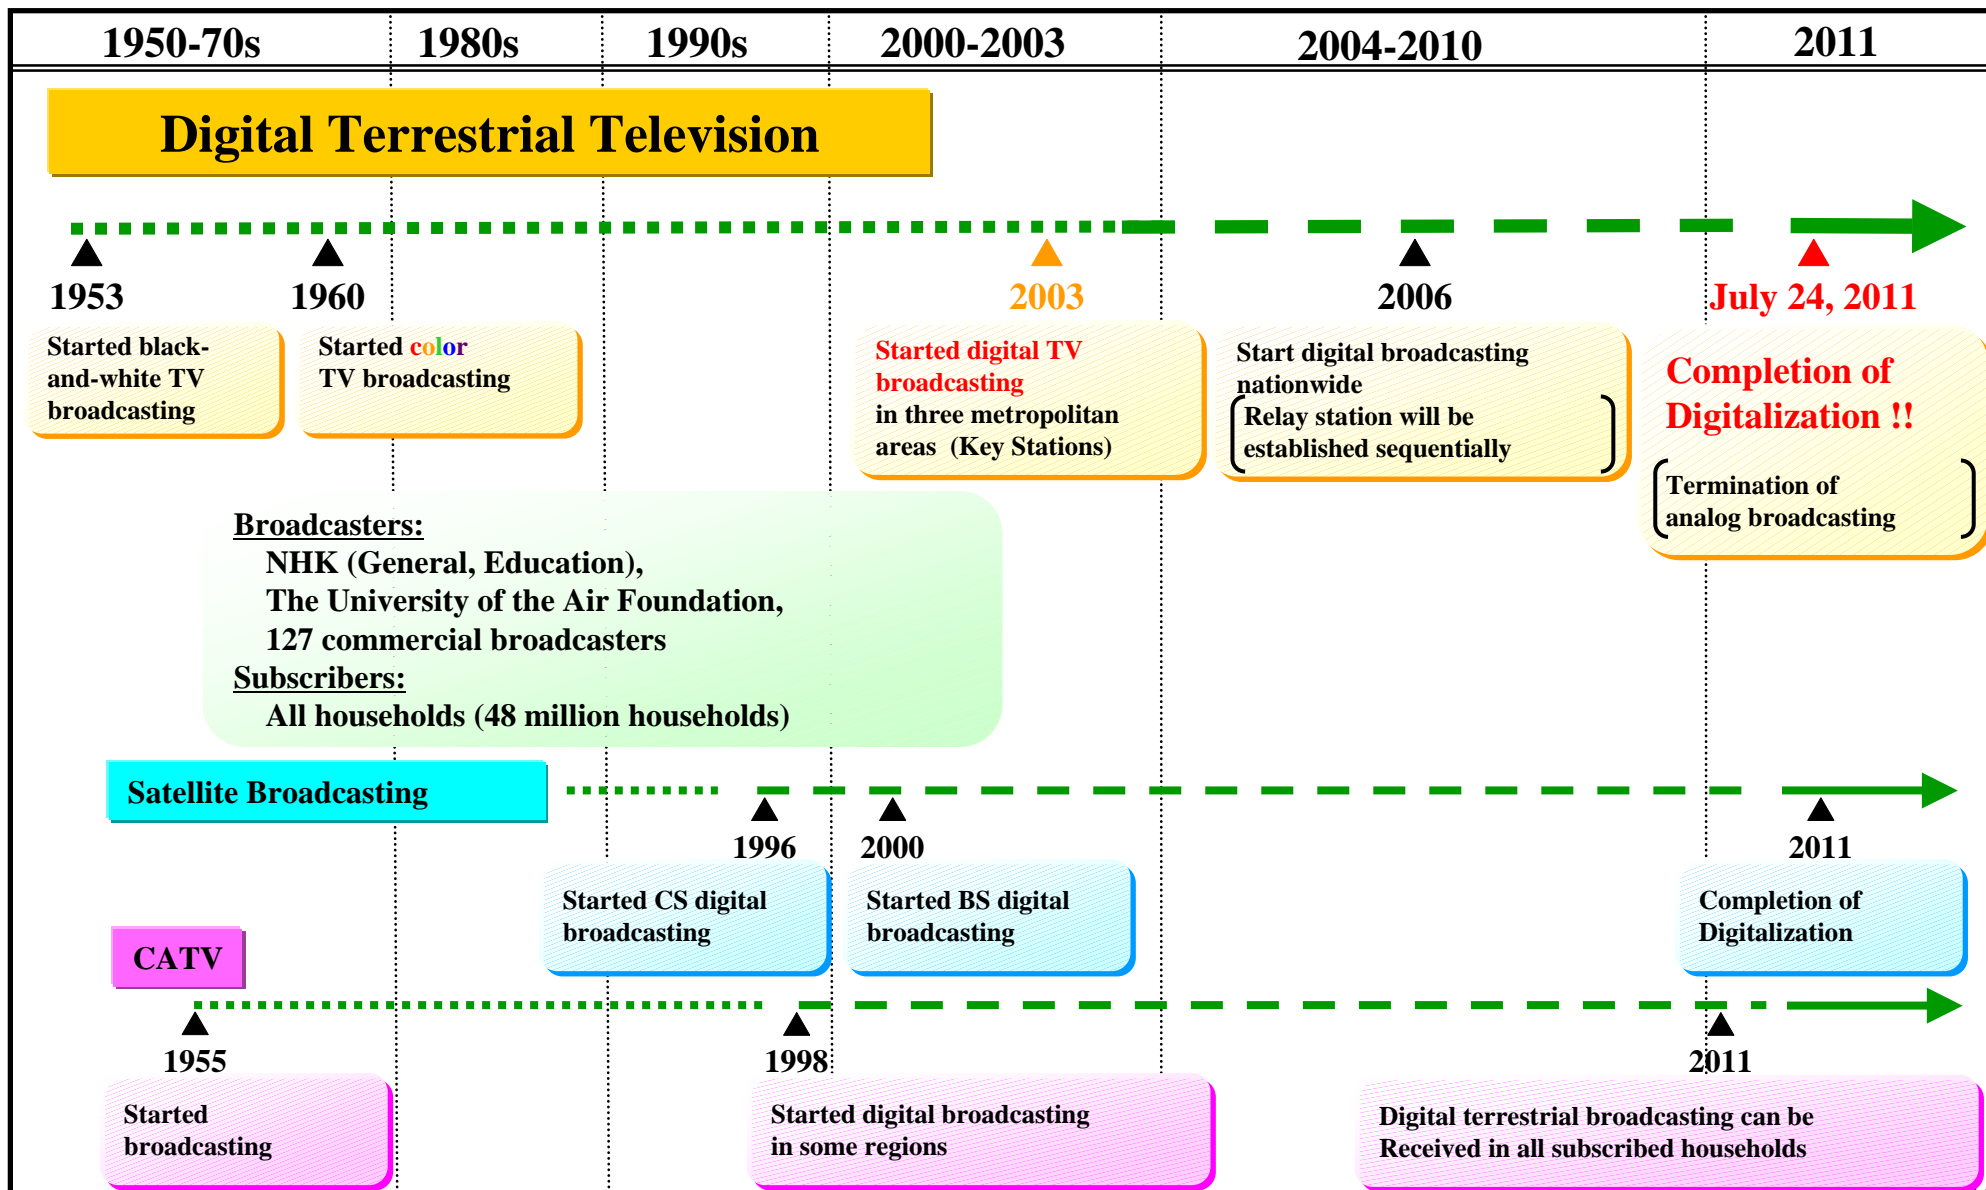 1950-70s 1980s 1990s 2000-2003 2004-2010 2011
Digital Terrestrial Television
1953
Started black-
and-white TV
broadcasting
1960
Started color
TV broadcasting
2003
Started digital TV
broadcasting
in three metropolitan
areas (Key Stations)
2006
Start digital broadcasting
nationwide
Relay station will be
established sequentially
July 24, 2011
Completion of
Digitalization !!
Termination of
analog broadcasting
Broadcasters:
NHK (General, Education),
The University of the Air Foundation,
127 commercial broadcasters
Subscribers:
All households (48 million households)
Satellite Broadcasting
1996
Started CS digital
broadcasting
2000
Started BS digital
broadcasting
2011
Completion of
Digitalization
CATV
1955
Started
broadcasting
1998
Started digital broadcasting
in some regions
2011
Digital terrestrial broadcasting can be
Received in all subscribed households